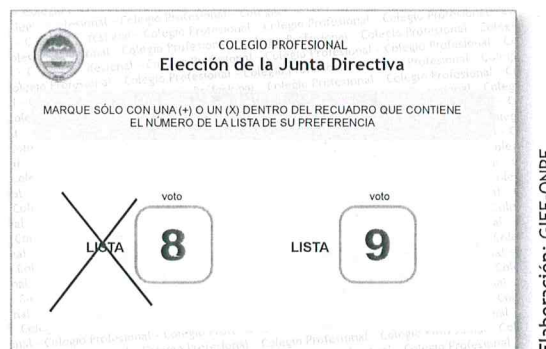 COLEGIO PROFESIONAL
Elección de la Junta Directiva
MARQUE SÓLO CON UNA (+) O UN (X) DENTRO DEL RECUADRO QUE CONTIENE
EL NÚMERO DE LA LISTA DE SU PREFERENCIA
voto
voto
LISTA
8
LISTA
9
Elaboración: GIEE-ONPE